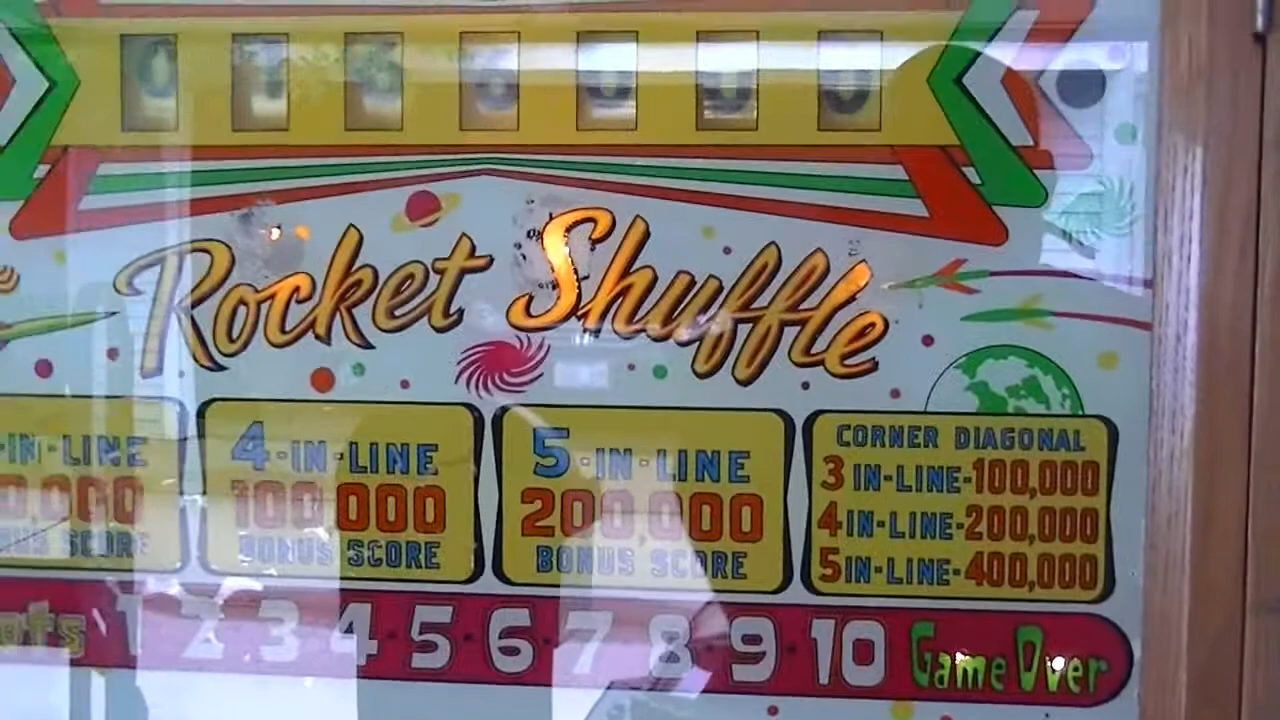 Rocket Shuffle
-IN-LINE
4-IN-LINE
100,000
BONUS SCORE
5-IN-LINE
200,000
BONUS SCORE
CORNER DIAGONAL
3 IN-LINE-100,000
4 IN-LINE-200,000
5 IN-LINE-400,000
1 2 3 4 5 6 7 8 9 10 Game Over